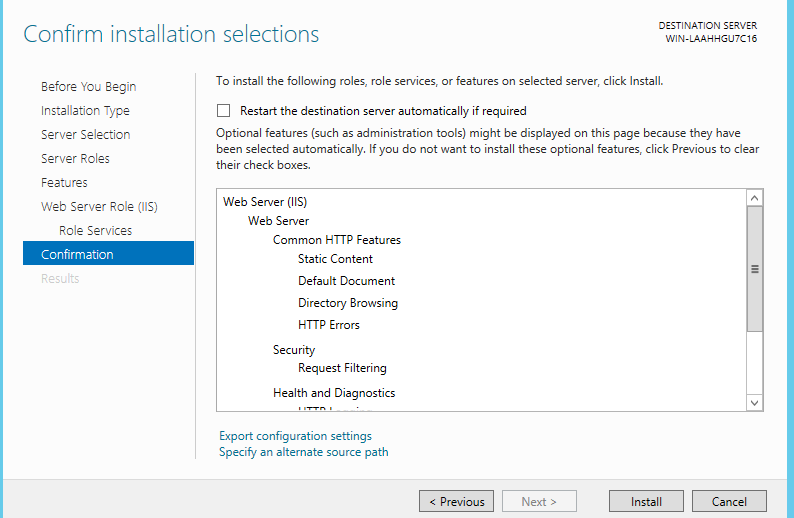 Confirm installation selections
DESTINATION SERVER
WIN-LAAHHGU7C16
Before You Begin
Installation Type
Server Selection
Server Roles
Features
Web Server Role (IIS)
Role Services
Confirmation
Results
To install the following roles, role services, or features on selected server, click Install.
Restart the destination server automatically if required
Optional features (such as administration tools) might be displayed on this page because they have
been selected automatically. If you do not want to install these optional features, click Previous to clear
their check boxes.
Web Server (IIS)
Web Server
Common HTTP Features
Static Content
Default Document
Directory Browsing
HTTP Errors
Security
Request Filtering
Health and Diagnostics
Export configuration settings
Specify an alternate source path
< Previous
Next >
Install
Cancel